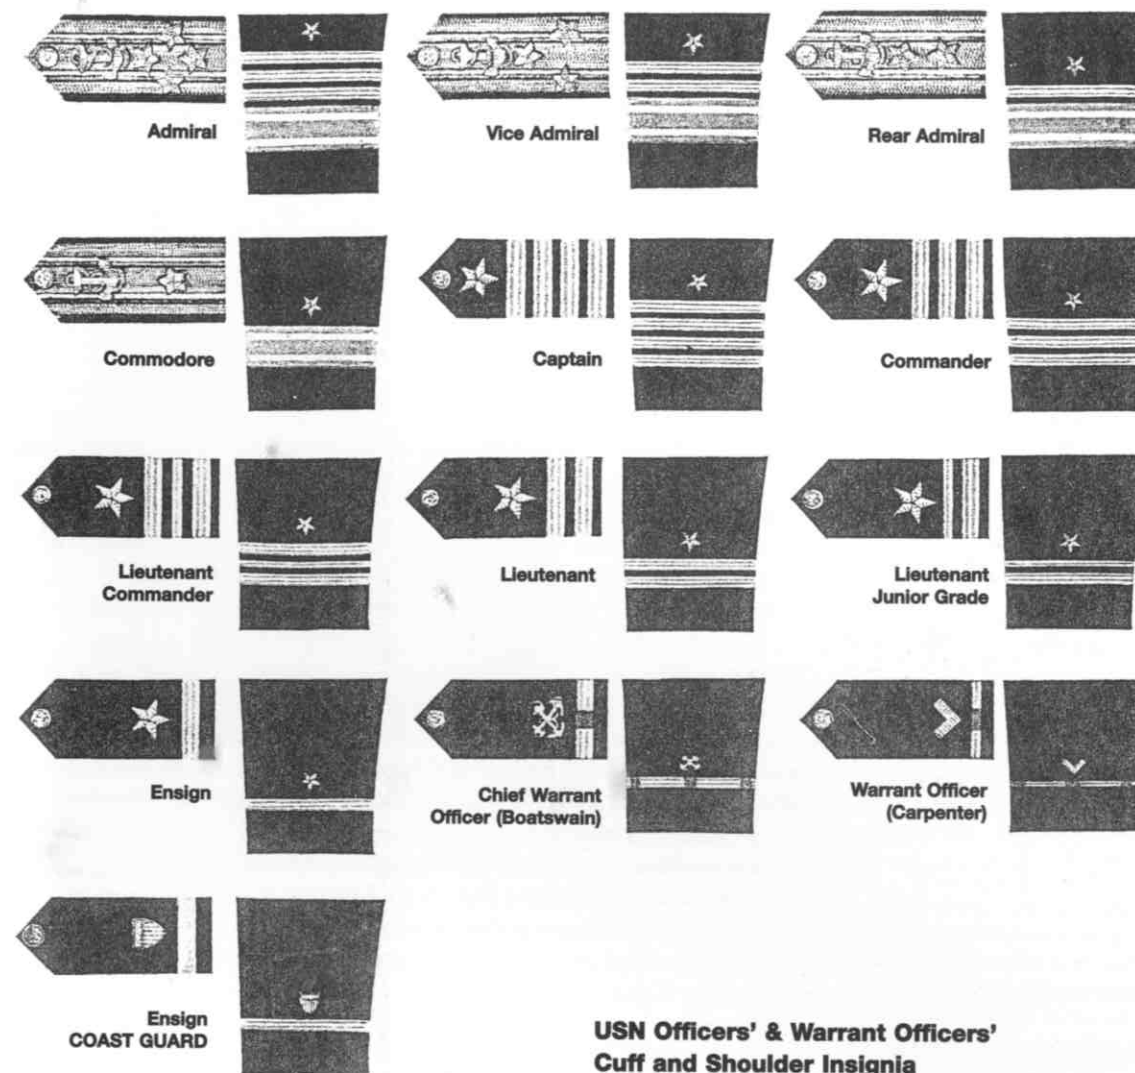 Admiral
Vice Admiral
Rear Admiral
Commodore
Captain
Commander
Lieutenant
Commander
Lieutenant
Lieutenant
Junior Grade
Ensign
Chief Warrant
Officer (Boatswain)
Warrant Officer
(Carpenter)
Ensign
COAST GUARD
USN Officers' & Warrant Officers'
Cuff and Shoulder Insignia